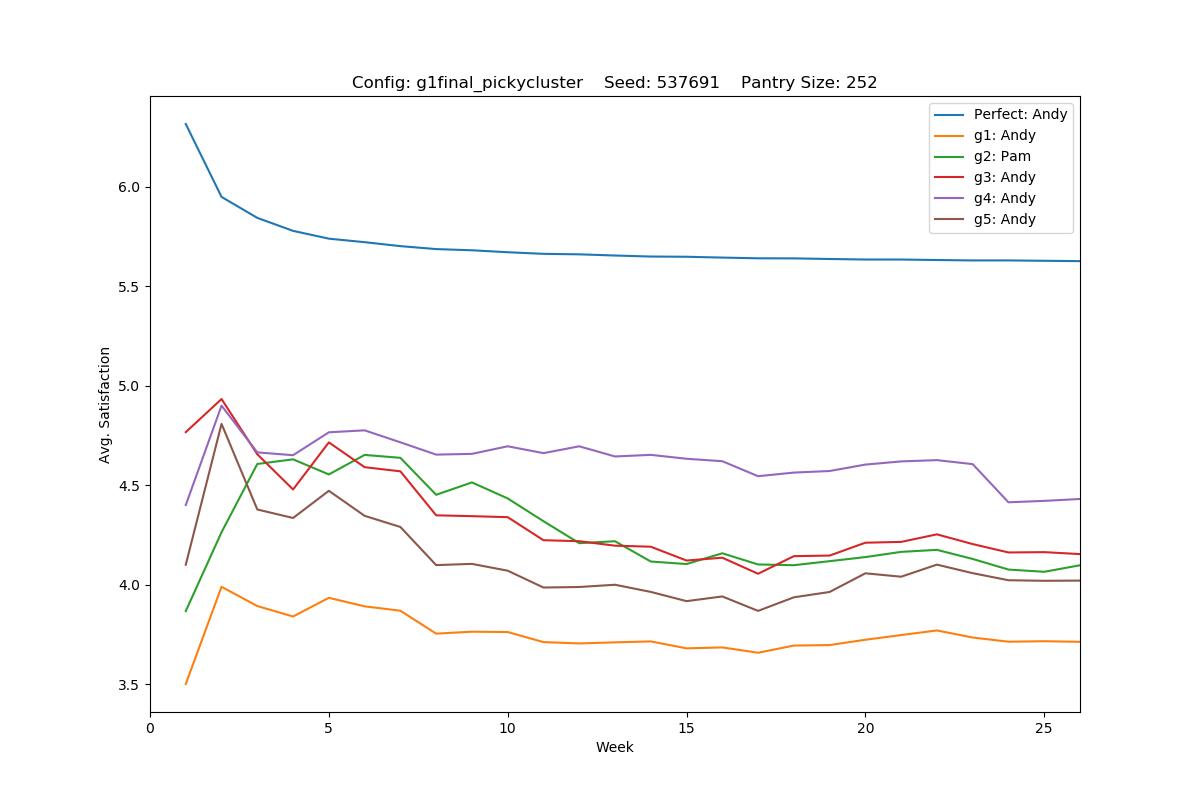 Config: g1final_pickycluster    Seed: 537691    Pantry Size: 252
Perfect: Andy
g1: Andy
g2: Pam
g3: Andy
g4: Andy
g5: Andy
Avg. Satisfaction
6.0
5.5
5.0
4.5
4.0
3.5
0 5 10 15 20 25
Week